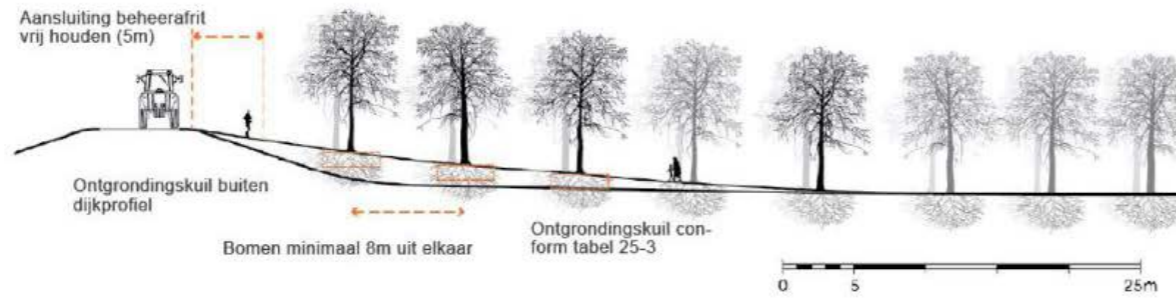 Aansluiting beheerafrit
vrij houden (5m)
Ontgrondingskuil buiten
dijkprofiel
Bomen minimaal 8m uit elkaar
Ontgrondingskuil con-
form tabel 25-3
0 5 25m